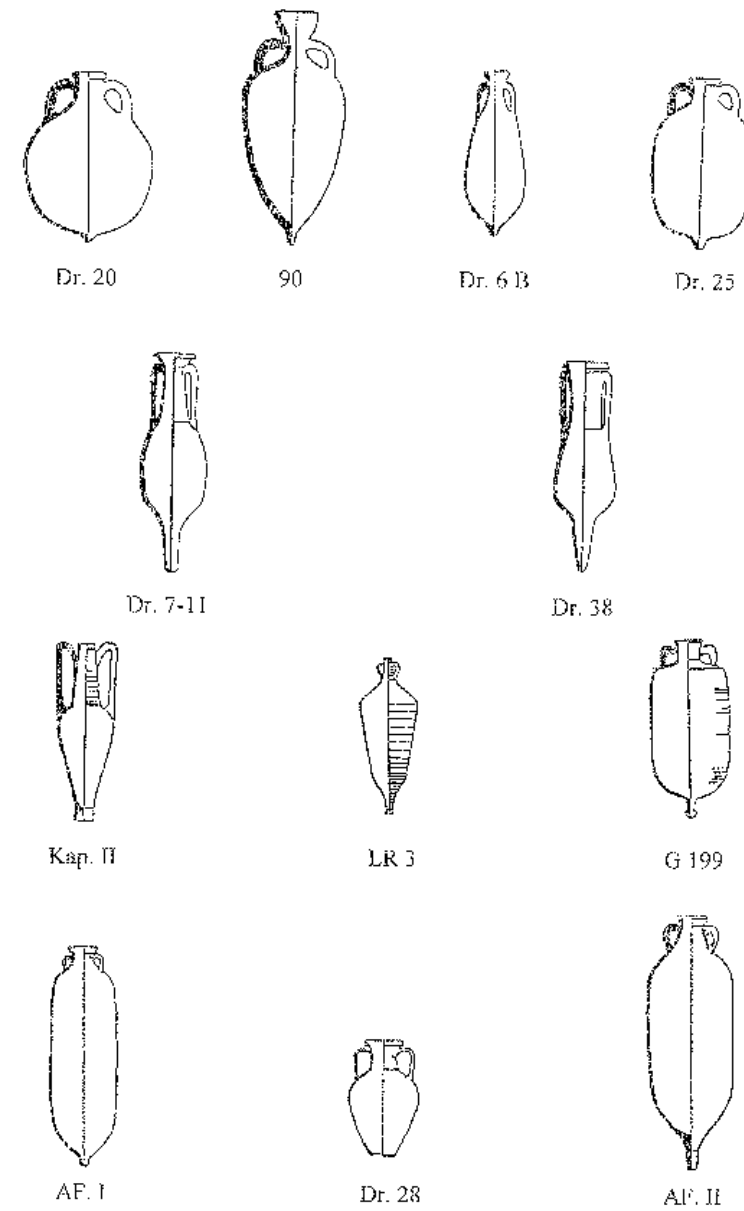 Dr. 20
90
Dr. 6 B
Dr. 25
Dr. 7-11
Dr. 38
Kap. II
LR 3
G 199
AF. I
Dr. 28
AF. II